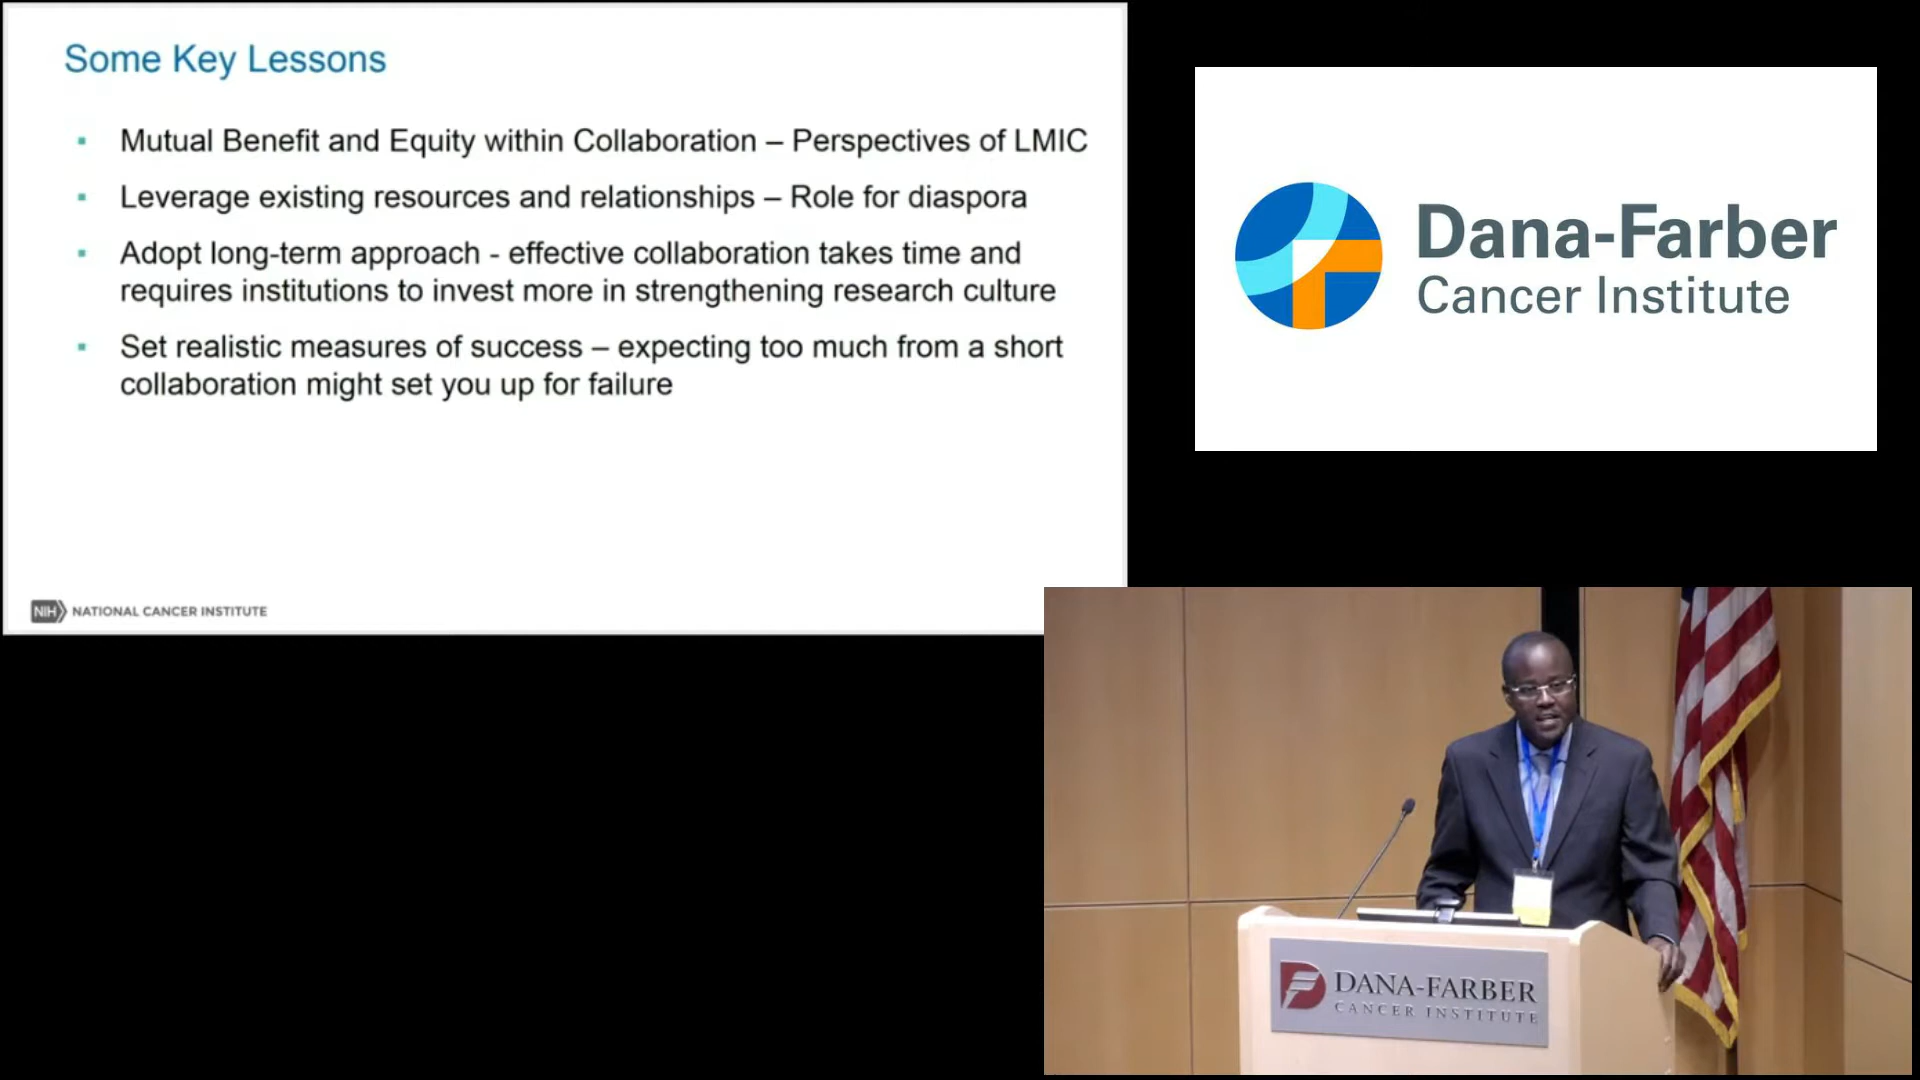 Some Key Lessons
▪ Mutual Benefit and Equity within Collaboration – Perspectives of LMIC
▪ Leverage existing resources and relationships – Role for diaspora
▪ Adopt long-term approach - effective collaboration takes time and
requires institutions to invest more in strengthening research culture
▪ Set realistic measures of success – expecting too much from a short
collaboration might set you up for failure
NIH NATIONAL CANCER INSTITUTE
Dana-Farber
Cancer Institute
DANA-FARBER
CANCER INSTITUTE